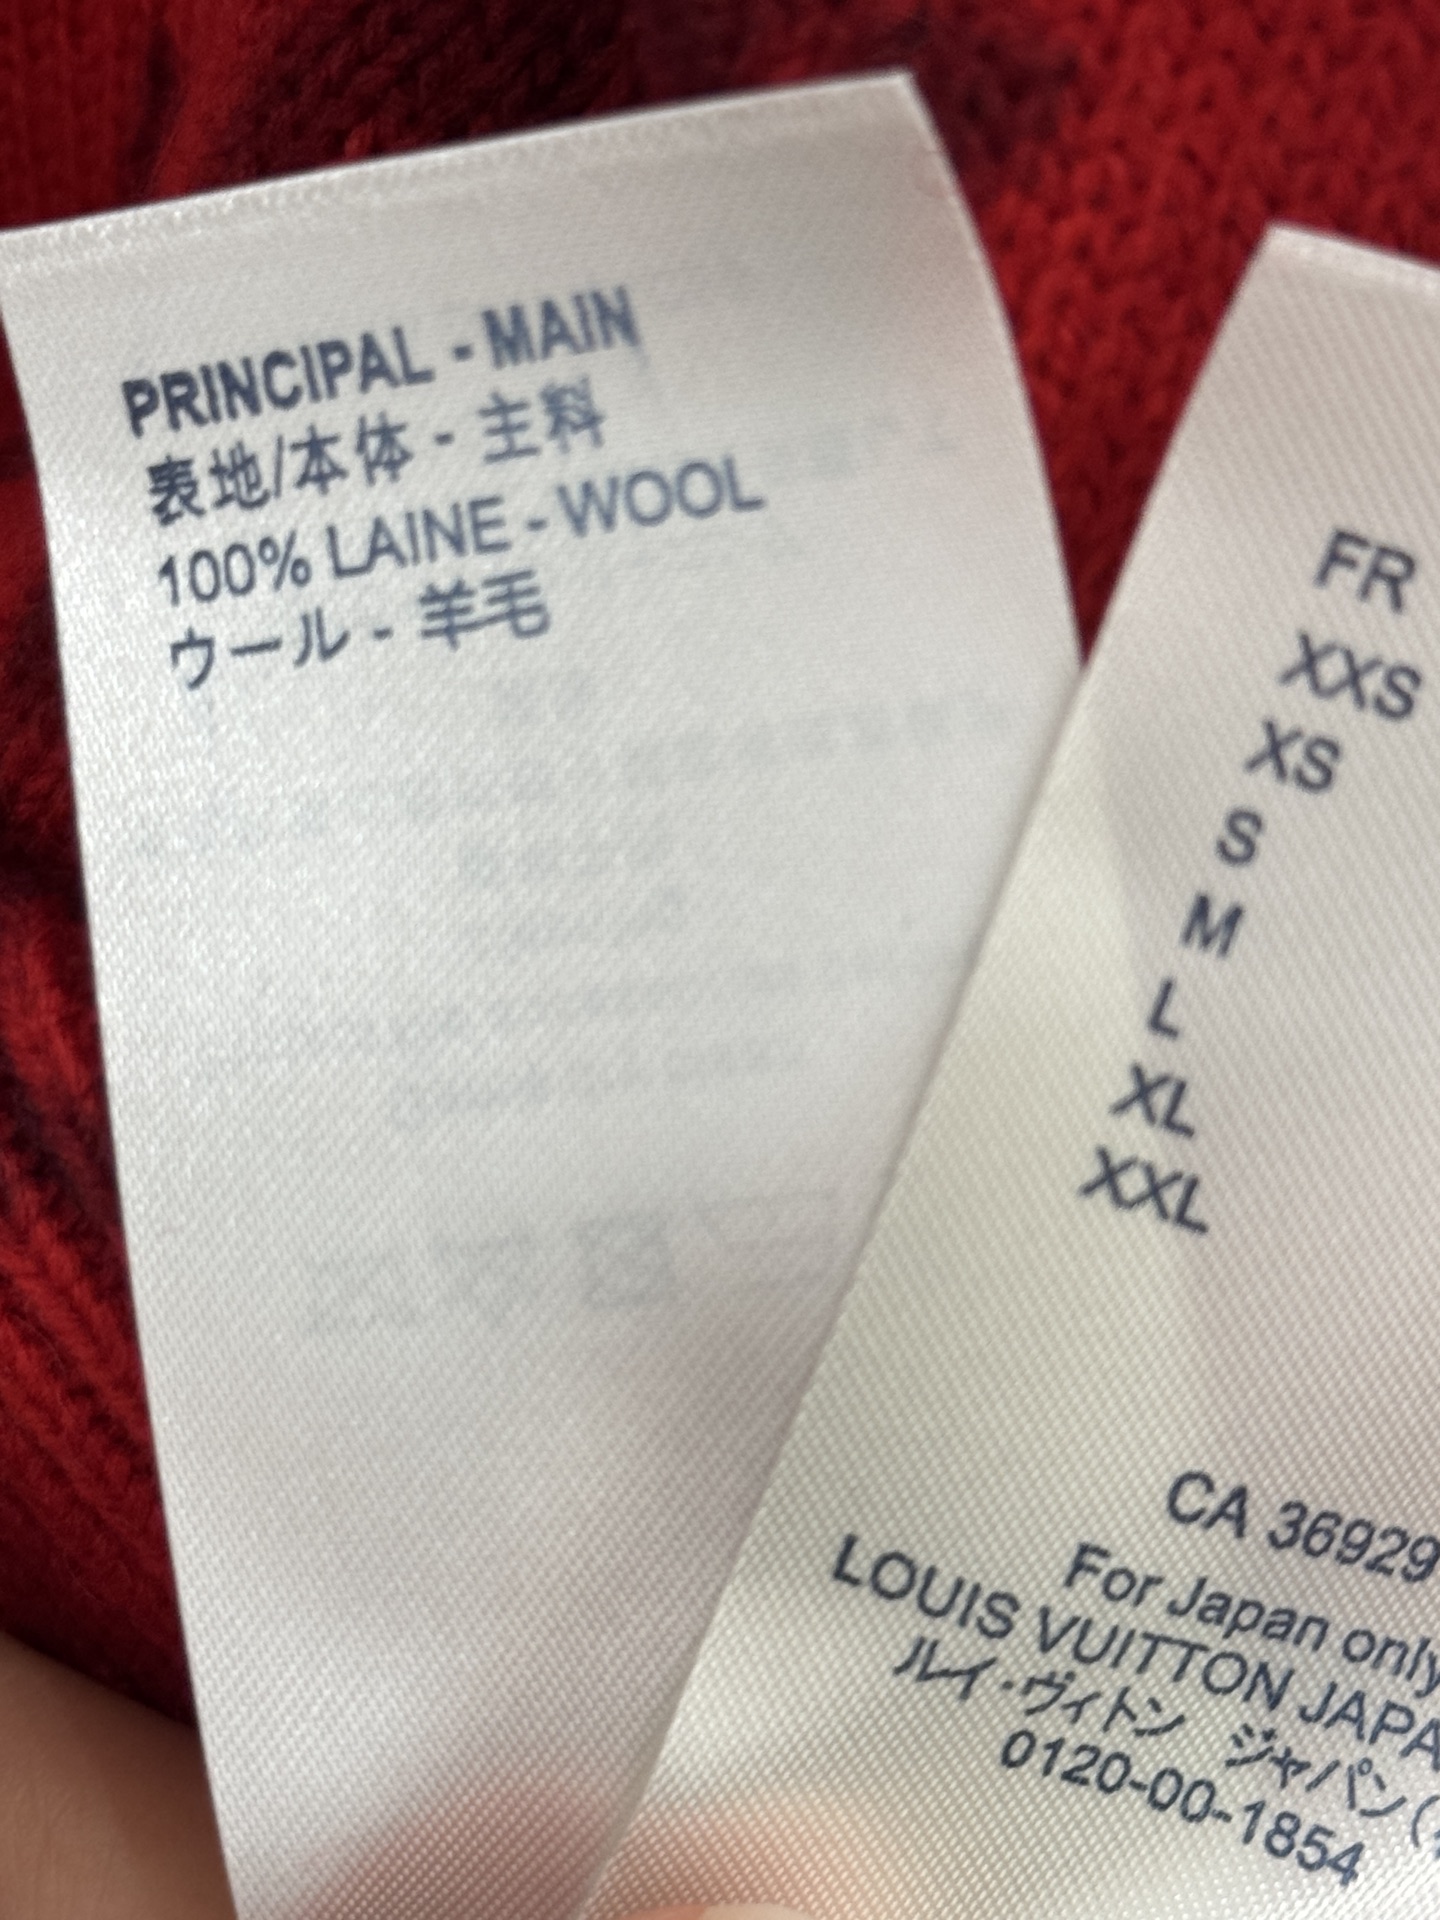 PRINCIPAL - MAIN
表地/本体 - 主料
100% LAINE - WOOL
ウール - 羊毛
FR
XXS
XS
S
M
L
XL
XXL
CA 36929
For Japan only
LOUIS VUITTON
ルイ・ヴィトン ジャパン(
0120-00-1854